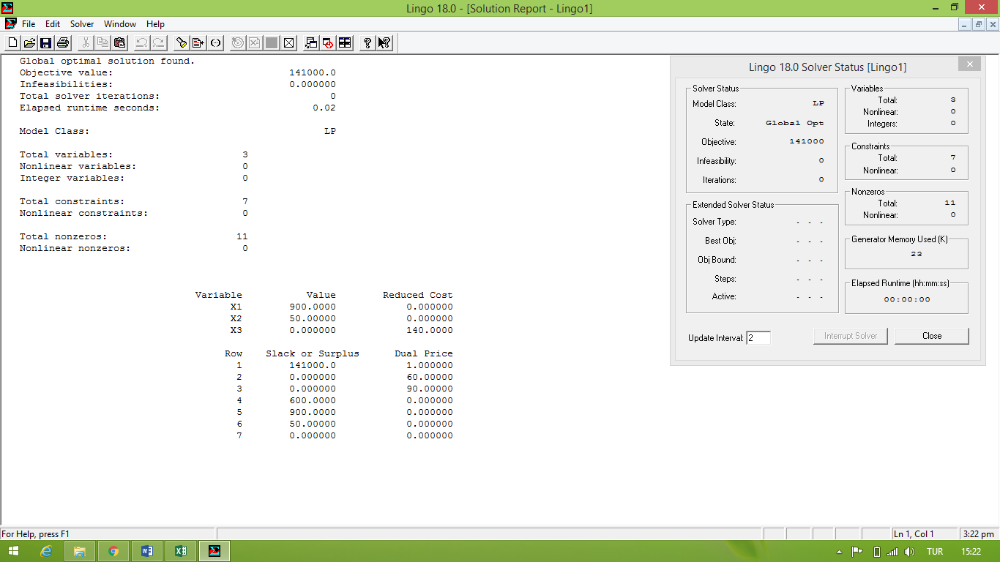 Lingo 18.0 - [Solution Report - Lingo1]
File Edit Solver Window Help
Global optimal solution found.
Objective value: 141000.0
Infeasibilities: 0.000000
Total solver iterations: 0
Elapsed runtime seconds: 0.02
Model Class: LP
Total variables: 3
Nonlinear variables: 0
Integer variables: 0
Total constraints: 7
Nonlinear constraints: 0
Total nonzeros: 11
Nonlinear nonzeros: 0
Variable Value Reduced Cost
X1 900.0000 0.000000
X2 50.00000 0.000000
X3 0.000000 140.0000
Row Slack or Surplus Dual Price
1 141000.0 1.000000
2 0.000000 60.00000
3 0.000000 90.00000
4 600.0000 0.000000
5 900.0000 0.000000
6 50.00000 0.000000
7 0.000000 0.000000
Lingo 18.0 Solver Status [Lingo1]
Solver Status
Model Class: LP
State: Global Opt
Objective: 141000
Infeasibility: 0
Iterations: 0
Extended Solver Status
Solver Type: - - -
Best Obj: - - -
Obj Bound: - - -
Steps: - - -
Active: - - -
Variables
Total: 3
Nonlinear: 0
Integers: 0
Constraints
Total: 7
Nonlinear: 0
Nonzeros
Total: 11
Nonlinear: 0
Generator Memory Used (K)
23
Elapsed Runtime (hh:mm:ss)
00:00:00
Update Interval: 2 Interrupt Solver Close
For Help, press F1 Ln 1, Col 1 3:22 pm
TUR 15:22